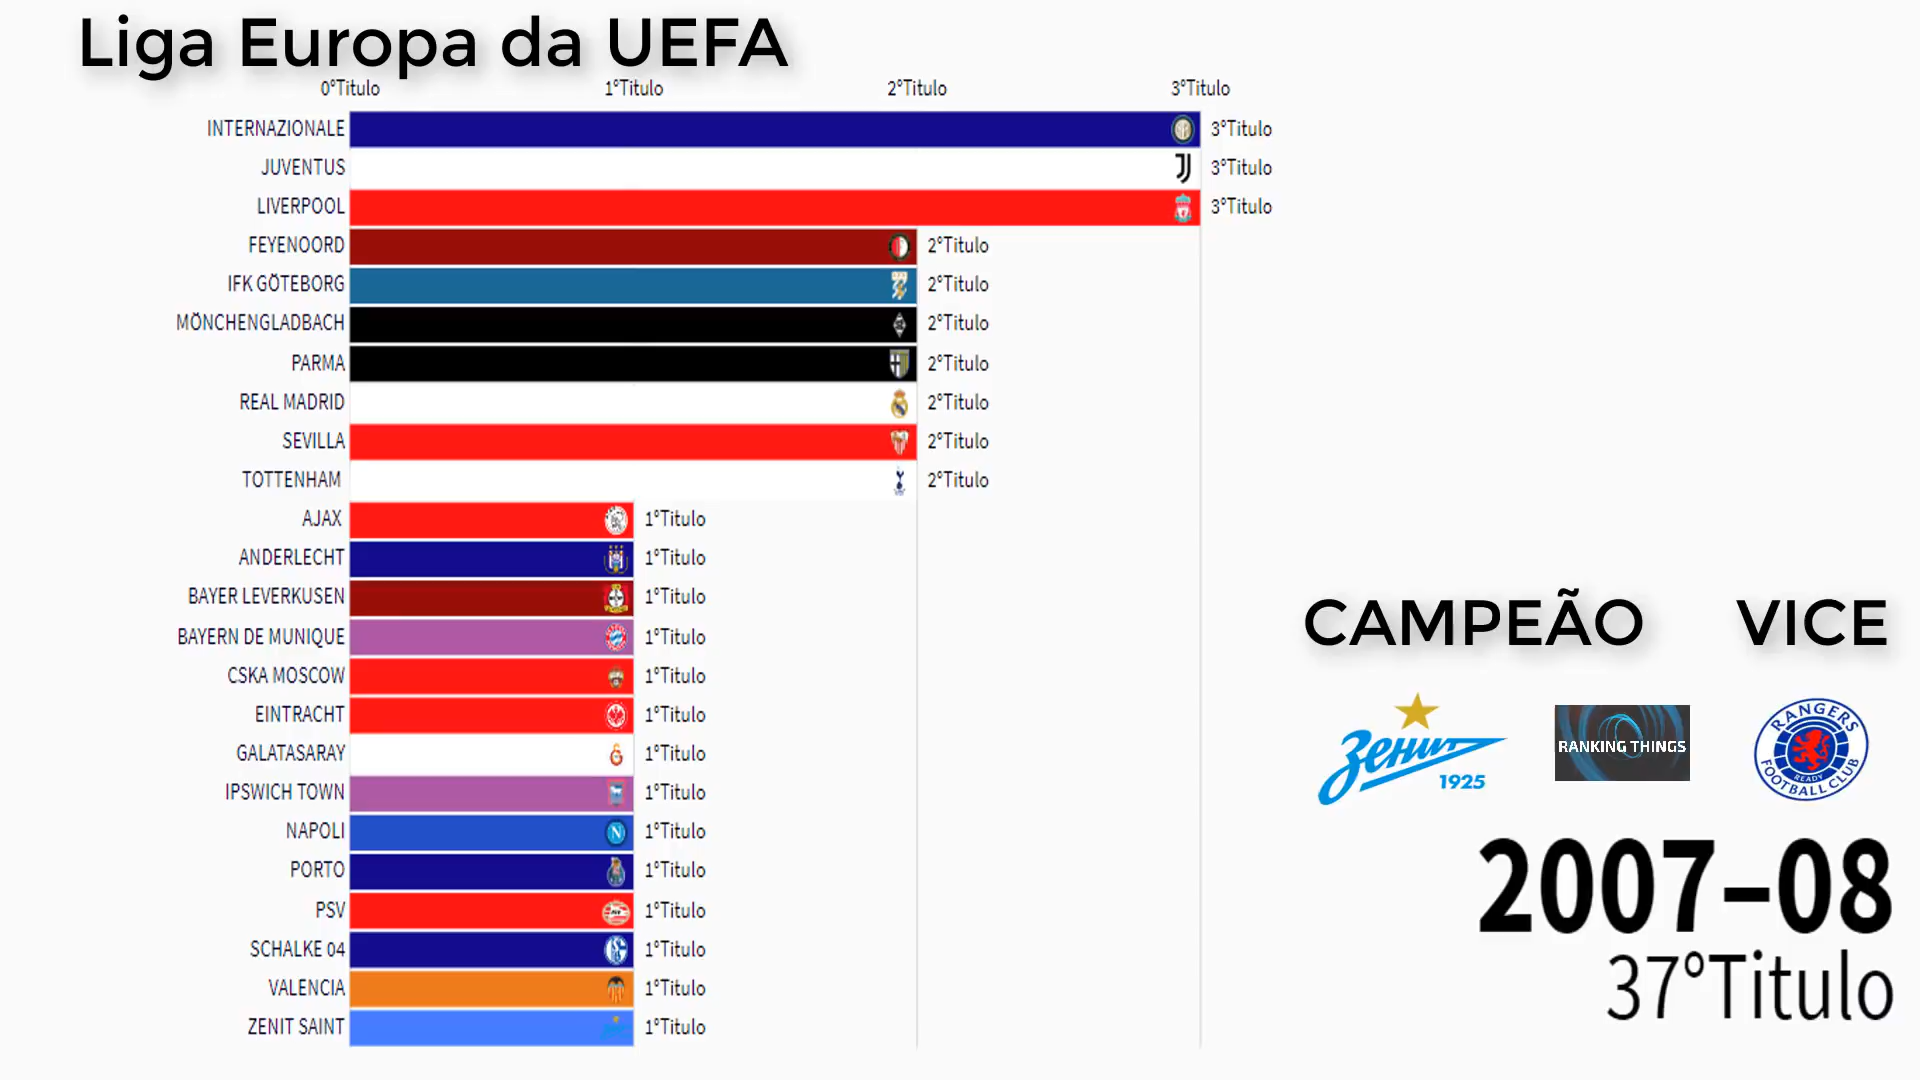 Liga Europa da UEFA
0°Titulo 1°Titulo 2°Titulo 3°Titulo
INTERNAZIONALE 3°Titulo
JUVENTUS 3°Titulo
LIVERPOOL 3°Titulo
FEYENOORD 2°Titulo
IFK GÖTEBORG 2°Titulo
MÖNCHENGLADBACH 2°Titulo
PARMA 2°Titulo
REAL MADRID 2°Titulo
SEVILLA 2°Titulo
TOTTENHAM 2°Titulo
AJAX 1°Titulo
ANDERLECHT 1°Titulo
BAYER LEVERKUSEN 1°Titulo
BAYERN DE MUNIQUE 1°Titulo
CSKA MOSCOW 1°Titulo
EINTRACHT 1°Titulo
GALATASARAY 1°Titulo
IPSWICH TOWN 1°Titulo
NAPOLI 1°Titulo
PORTO 1°Titulo
PSV 1°Titulo
SCHALKE 04 1°Titulo
VALENCIA 1°Titulo
ZENIT SAINT 1°Titulo
CAMPEÃO VICE
Зенит
1925
RANKING THINGS
RANGERS
READY
FOOTBALL CLUB
2007–08
37°Titulo